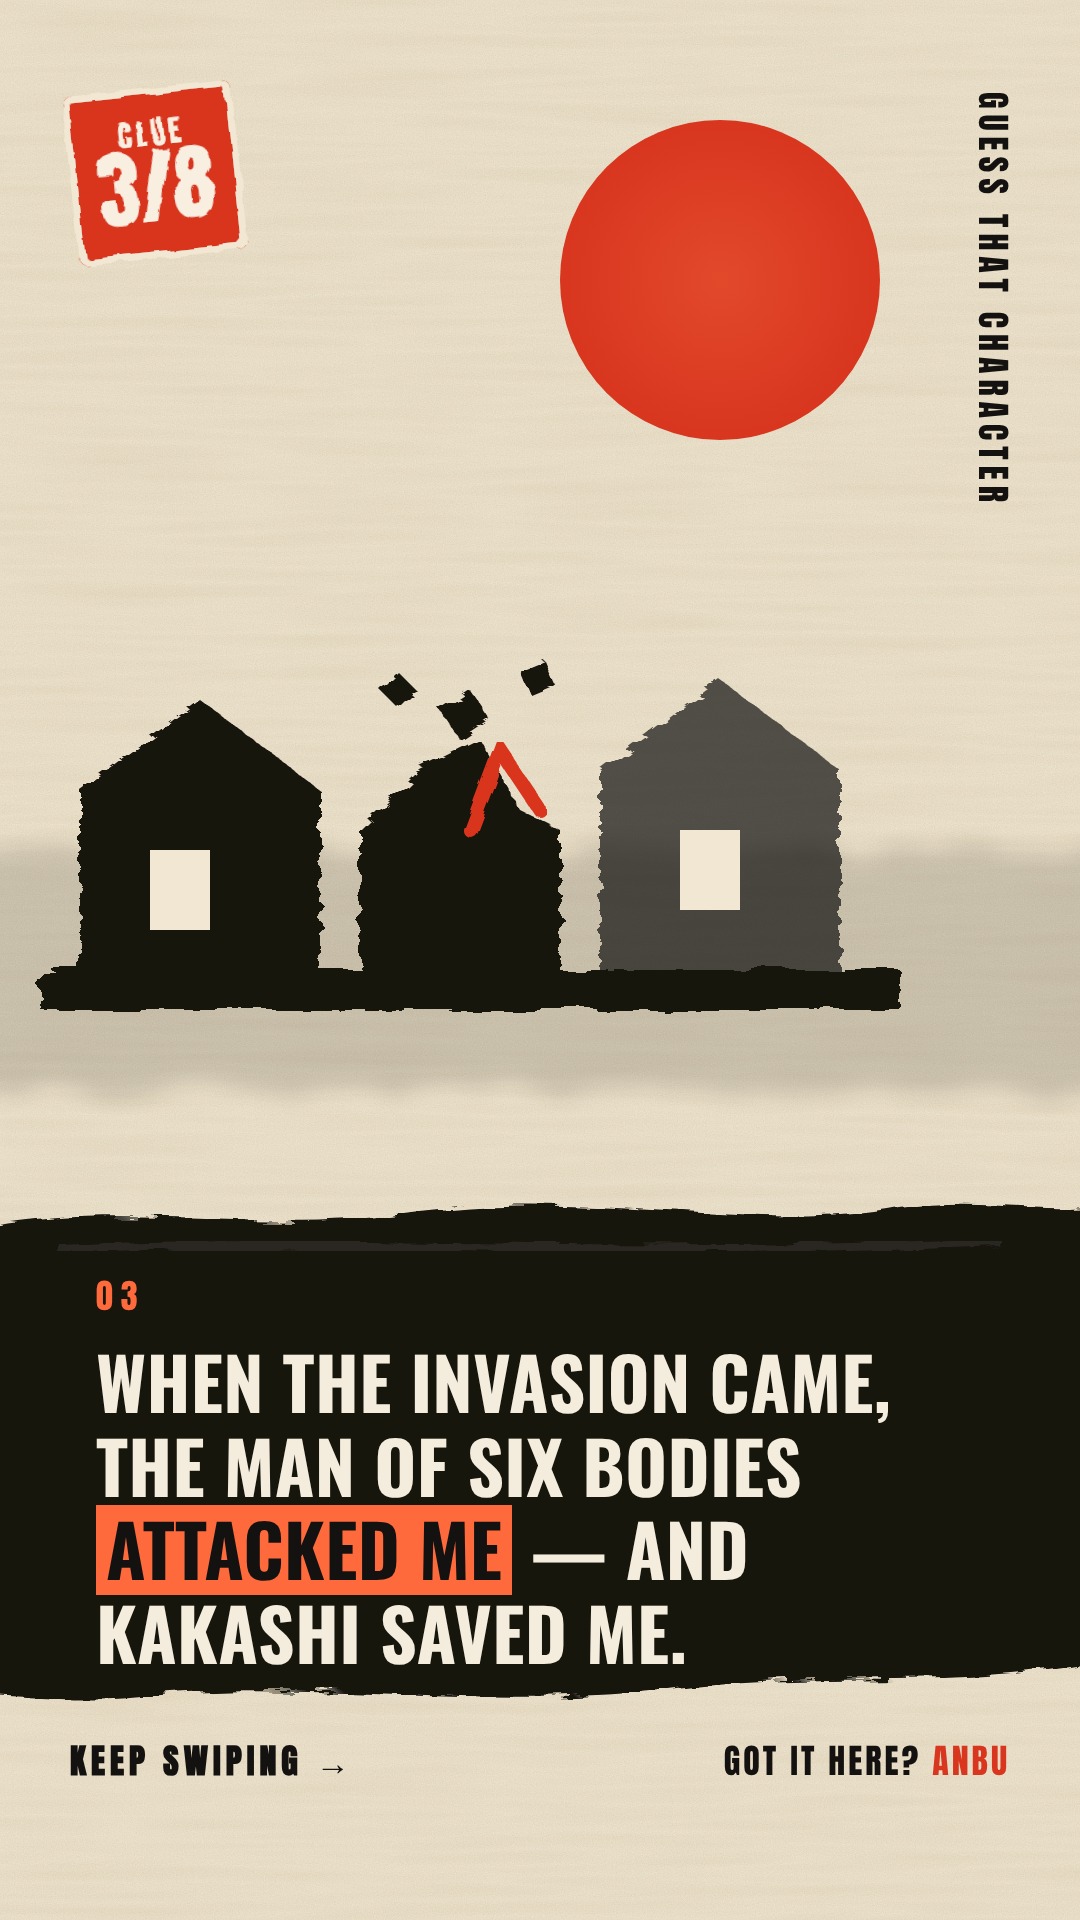 CLUE
3/8
GUESS THAT CHARACTER
03
WHEN THE INVASION CAME,
THE MAN OF SIX BODIES
ATTACKED ME — AND
KAKASHI SAVED ME.
KEEP SWIPING →
GOT IT HERE? ANBU